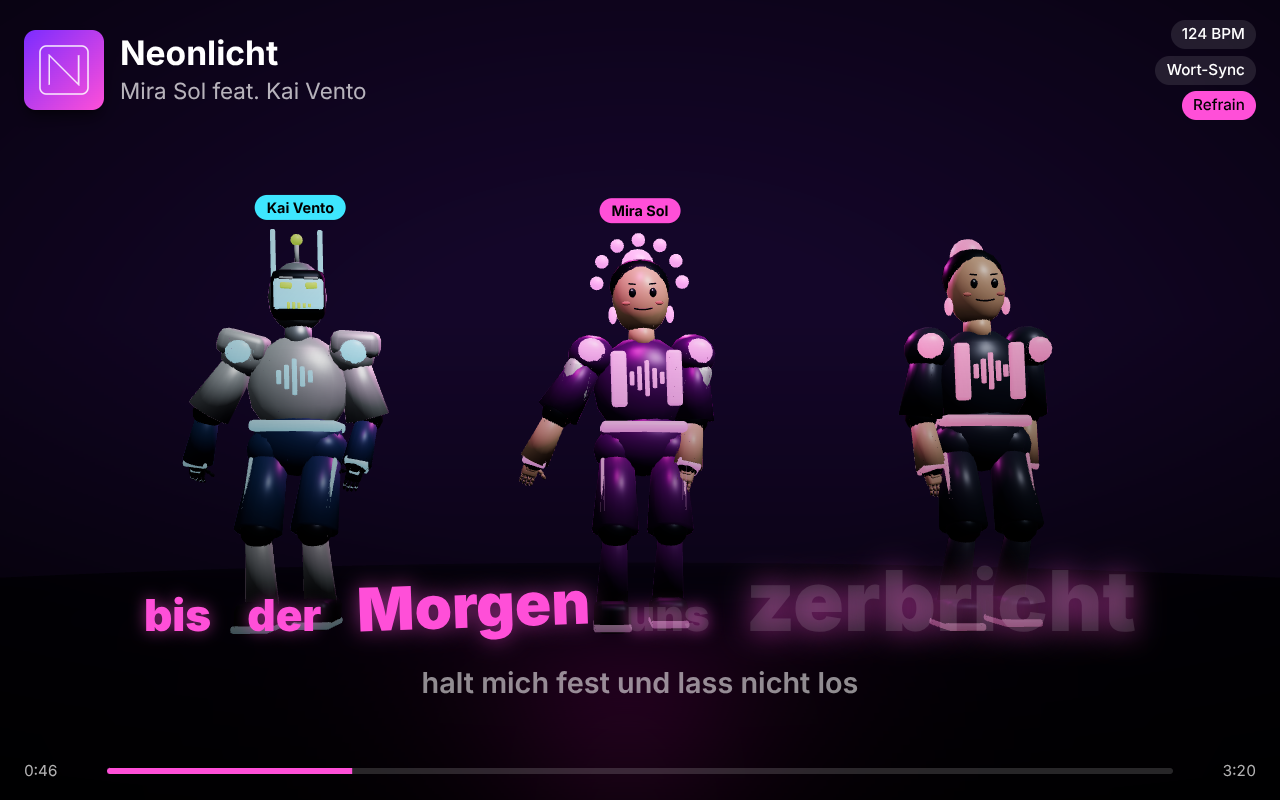 N
Neonlicht
Mira Sol feat. Kai Vento
124 BPM
Wort-Sync
Refrain
Kai Vento
Mira Sol
bis der Morgen uns zerbricht
halt mich fest und lass nicht los
0:46
3:20